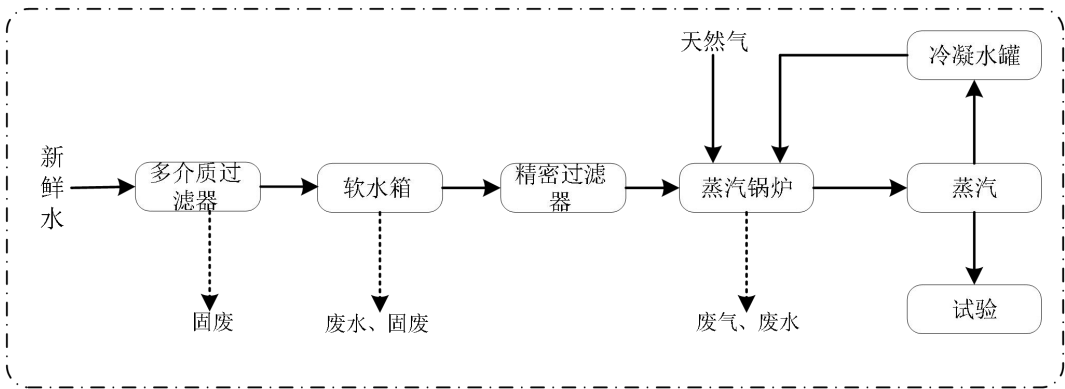 天然气
冷凝水罐
新
鲜
水
多介质过
滤器
软水箱
精密过滤
器
蒸汽锅炉
蒸汽
固废
废水、固废
废气、废水
试验